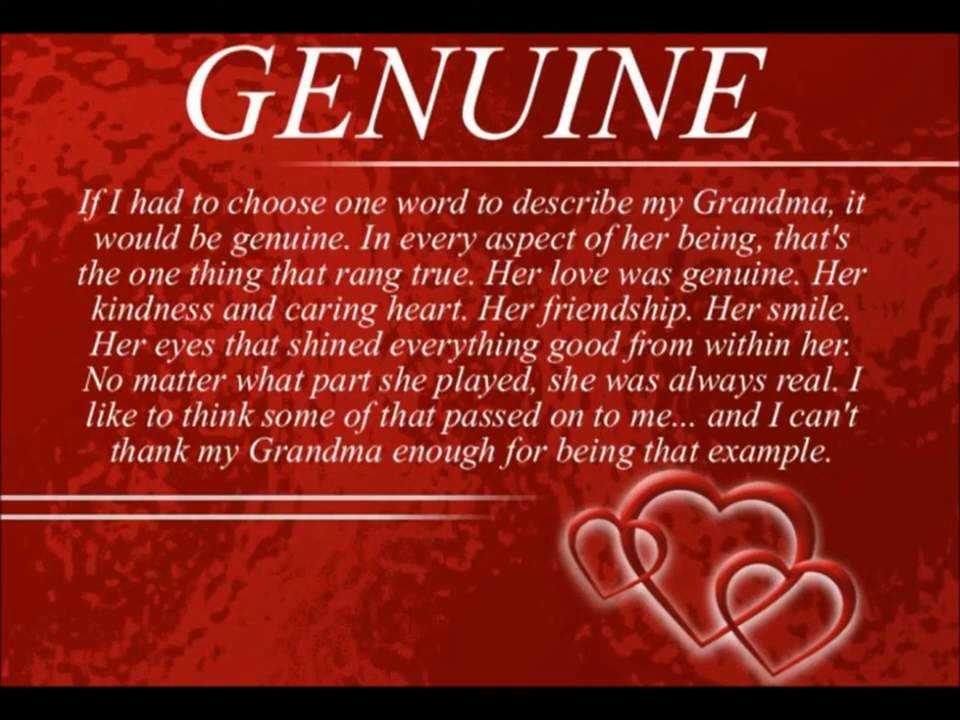 GENUINE
If I had to choose one word to describe my Grandma, it
would be genuine. In every aspect of her being, that's
the one thing that rang true. Her love was genuine. Her
kindness and caring heart. Her friendship. Her smile.
Her eyes that shined everything good from within her.
No matter what part she played, she was always real. I
like to think some of that passed on to me... and I can't
thank my Grandma enough for being that example.